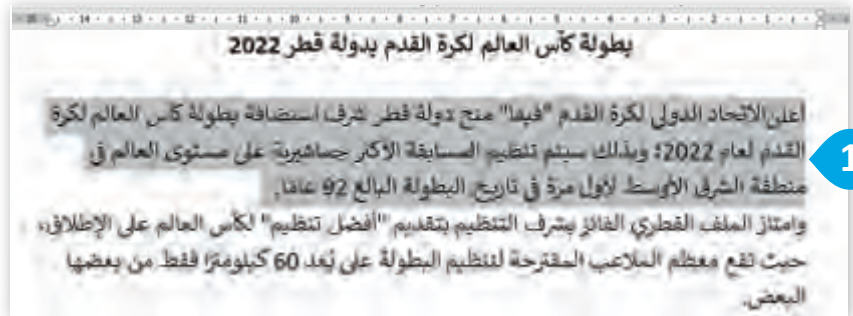 بطولة كأس العالم لكرة القدم بدولة قطر 2022
أعلن الاتحاد الدولي لكرة القدم "فيفا" منح دولة قطر شرف استضافة بطولة كأس العالم لكرة
القدم لعام 2022؛ وبذلك سيتم تنظيم المسابقة الأكثر جماهيرية على مستوى العالم في
منطقة الشرق الأوسط لأول مرة في تاريخ البطولة البالغ 92 عامًا.
وامتاز الملف القطري الفائز بشرف التنظيم بتقديم "أفضل تنظيم" لكأس العالم على الإطلاق،
حيث تقع معظم الملاعب المقترحة لتنظيم البطولة على بُعد 60 كيلومترًا فقط من بعضها
البعض.
1